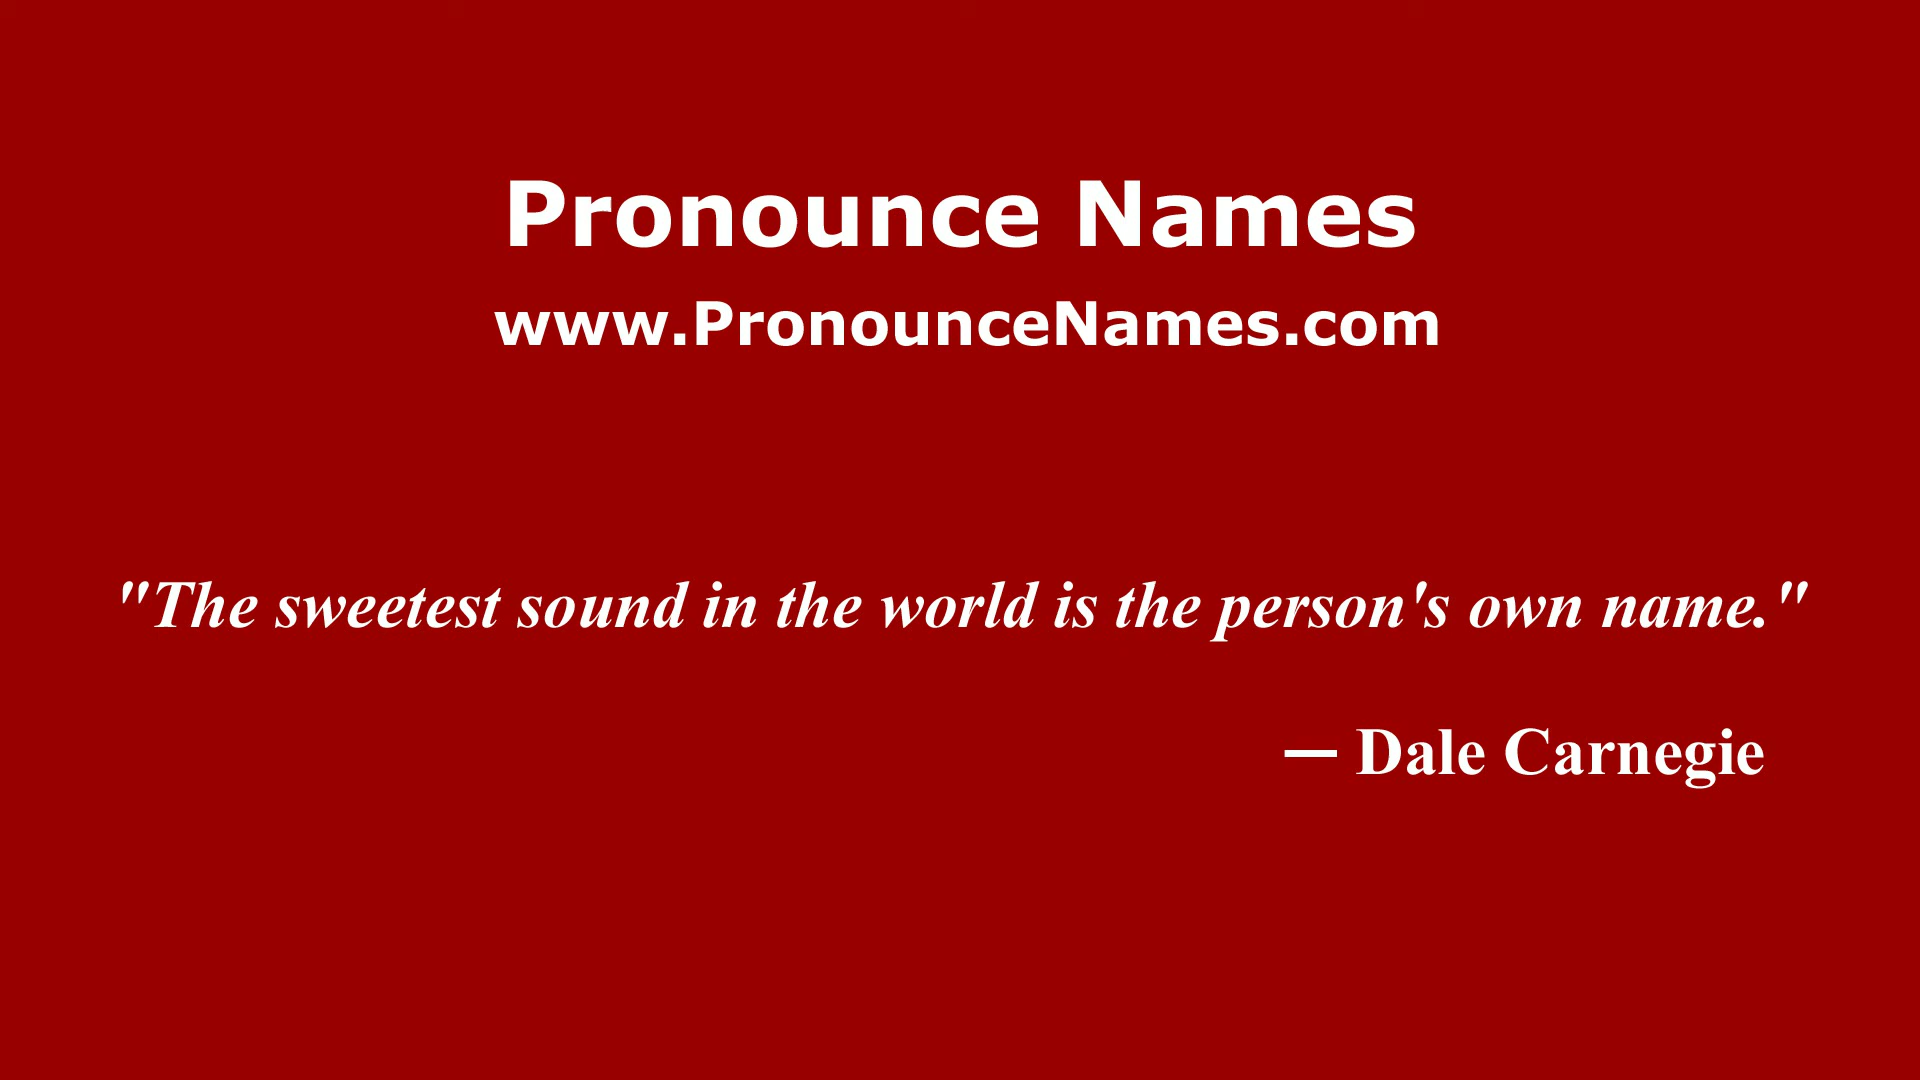 Pronounce Names
www.PronounceNames.com
"The sweetest sound in the world is the person's own name."
— Dale Carnegie